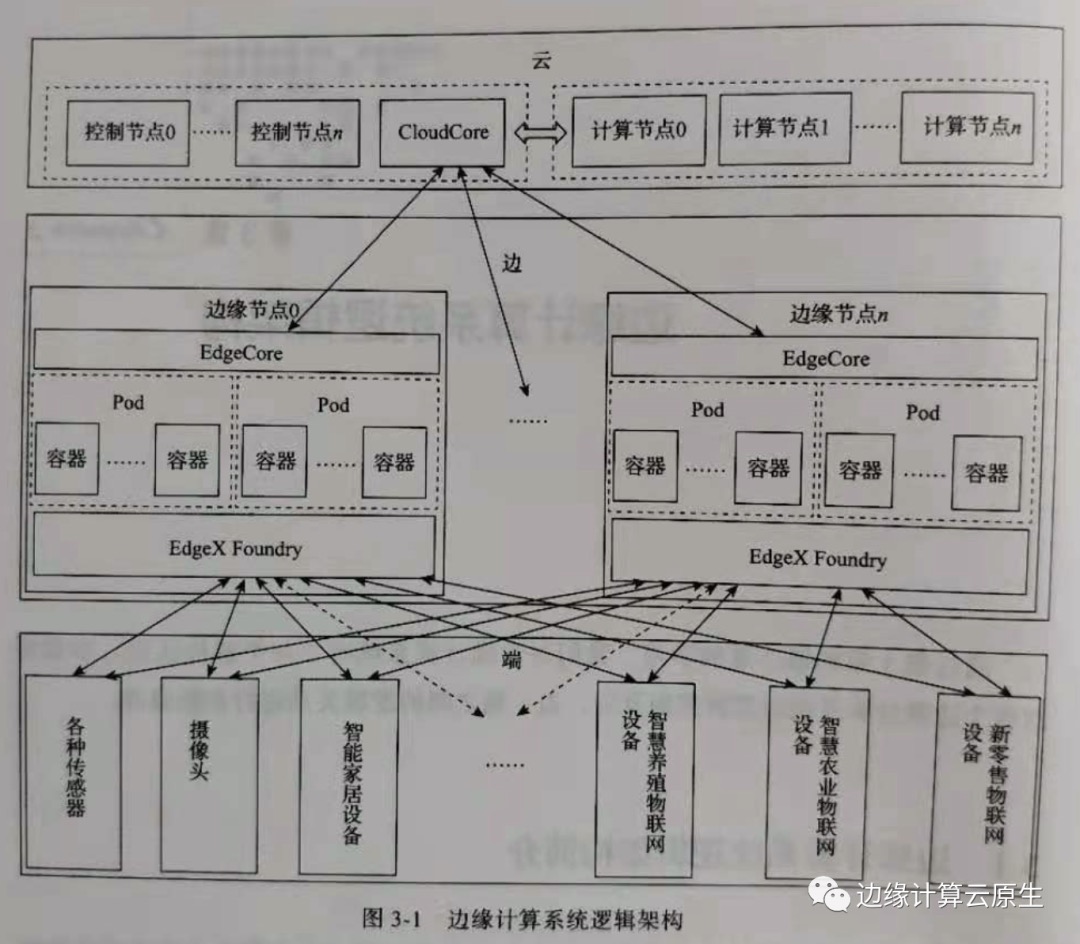 云
控制节点0 ...... 控制节点n CloudCore 计算节点0 计算节点1 ...... 计算节点n
边
边缘节点0 边缘节点n
EdgeCore EdgeCore
Pod Pod ...... Pod Pod
容器 ...... 容器 容器 ...... 容器 容器 ...... 容器 容器 ...... 容器
EdgeX Foundry EdgeX Foundry
端
各种传感器
摄像头
智能家居设备
......
智慧养殖物联网
设备
智慧农业物联网
设备
新零售物联网
设备
边缘计算云原生
图 3-1 边缘计算系统逻辑架构